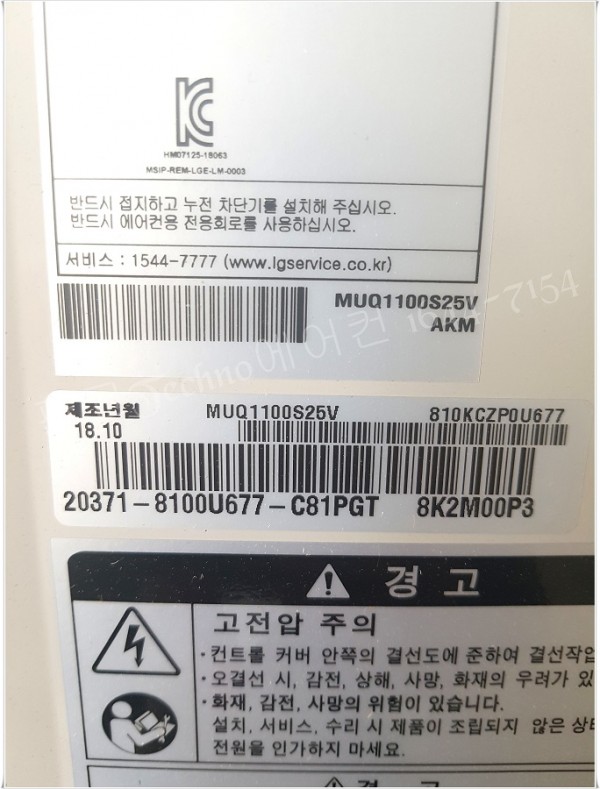 KC
HM07125-18063
MSIP-REM-LGE-LM-0003
반드시 접지하고 누전 차단기를 설치해 주십시오.
반드시 에어컨용 전용회로를 사용하십시오.
서비스 : 1544-7777 (www.lgservice.co.kr)
MUQ1100S25V
AKM
에어컨
제조년월 MUQ1100S25V 810KCZP0U677
18.10
20371-8100U677-C81PGT 8K2M00P3
경 고
고전압 주의
· 컨트롤 커버 안쪽의 결선도에 준하여 결선작업
· 오결선 시, 감전, 상해, 사망, 화재의 우려가 있
· 화재, 감전, 사망의 위험이 있습니다.
설치, 서비스, 수리 시 제품이 조립되지 않은 상태
전원을 인가하지 마세요.
경 고